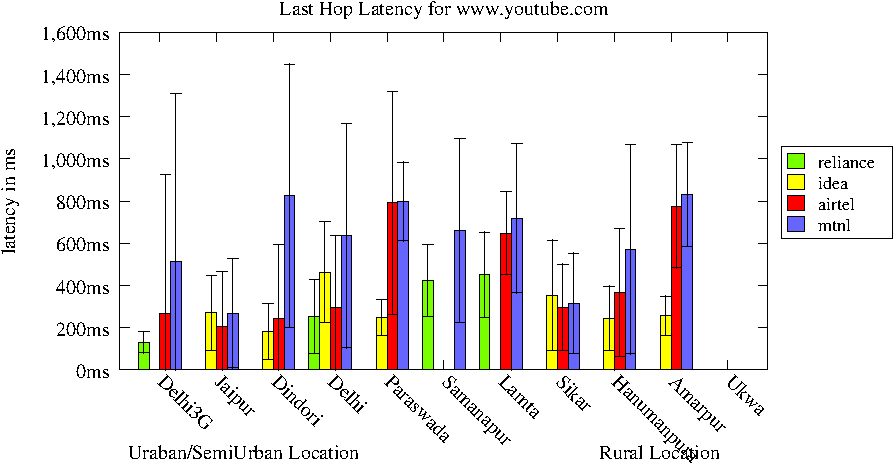 Last Hop Latency for www.youtube.com
1,600ms
1,400ms
1,200ms
1,000ms
800ms
600ms
400ms
200ms
0ms
latency in ms
reliance
idea
airtel
mtnl
Delhi3G
Jaipur
Dindori
Delhi
Paraswada
Samanapur
Lamta
Sikar
Hanumanpura
Amarpur
Ukwa
Uraban/SemiUrban Location
Rural Location